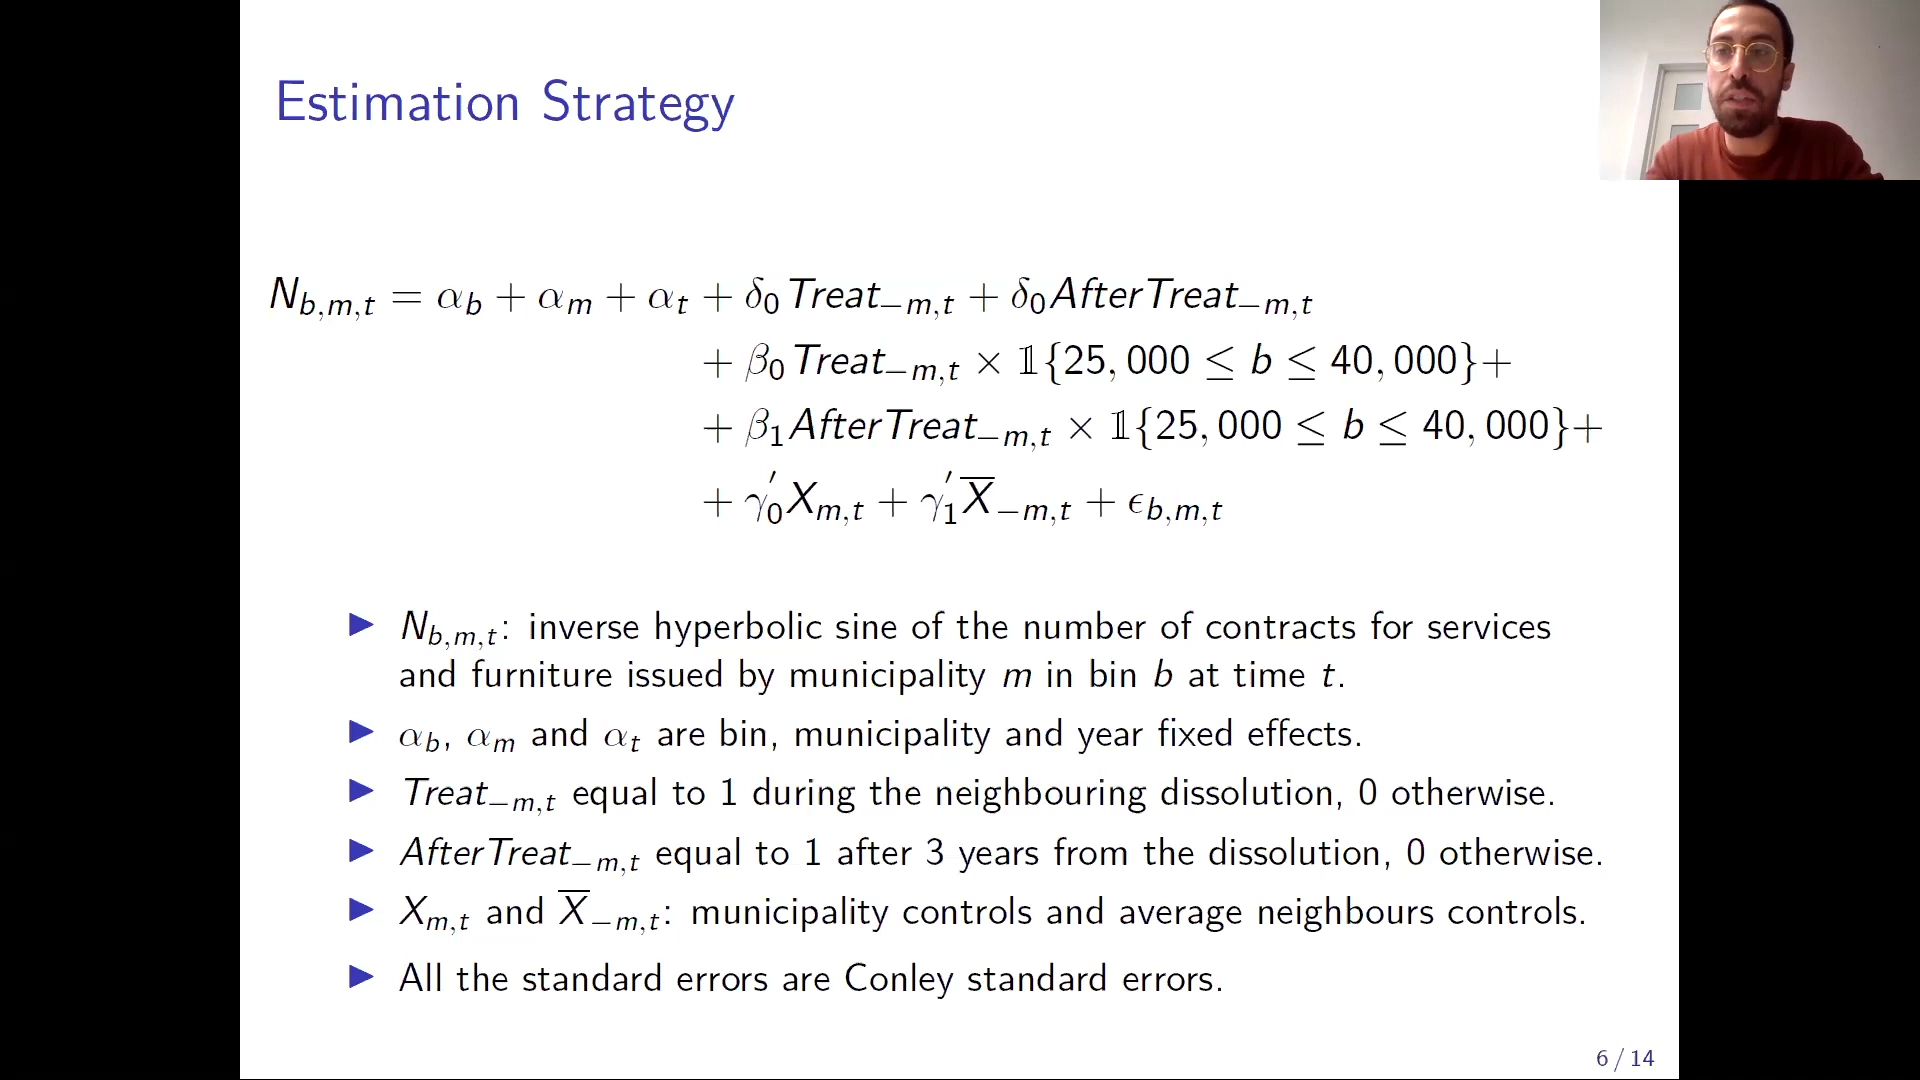 Estimation Strategy
N_{b,m,t} = α_b + α_m + α_t + δ_0 Treat_{−m,t} + δ_0 AfterTreat_{−m,t}
+ β_0 Treat_{−m,t} × 𝟙{25,000 ≤ b ≤ 40,000}+
+ β_1 AfterTreat_{−m,t} × 𝟙{25,000 ≤ b ≤ 40,000}+
+ γ_0' X_{m,t} + γ_1' X̅_{−m,t} + ϵ_{b,m,t}
▶ N_{b,m,t}: inverse hyperbolic sine of the number of contracts for services
and furniture issued by municipality m in bin b at time t.
▶ α_b, α_m and α_t are bin, municipality and year fixed effects.
▶ Treat_{−m,t} equal to 1 during the neighbouring dissolution, 0 otherwise.
▶ AfterTreat_{−m,t} equal to 1 after 3 years from the dissolution, 0 otherwise.
▶ X_{m,t} and X̅_{−m,t}: municipality controls and average neighbours controls.
▶ All the standard errors are Conley standard errors.
6 / 14